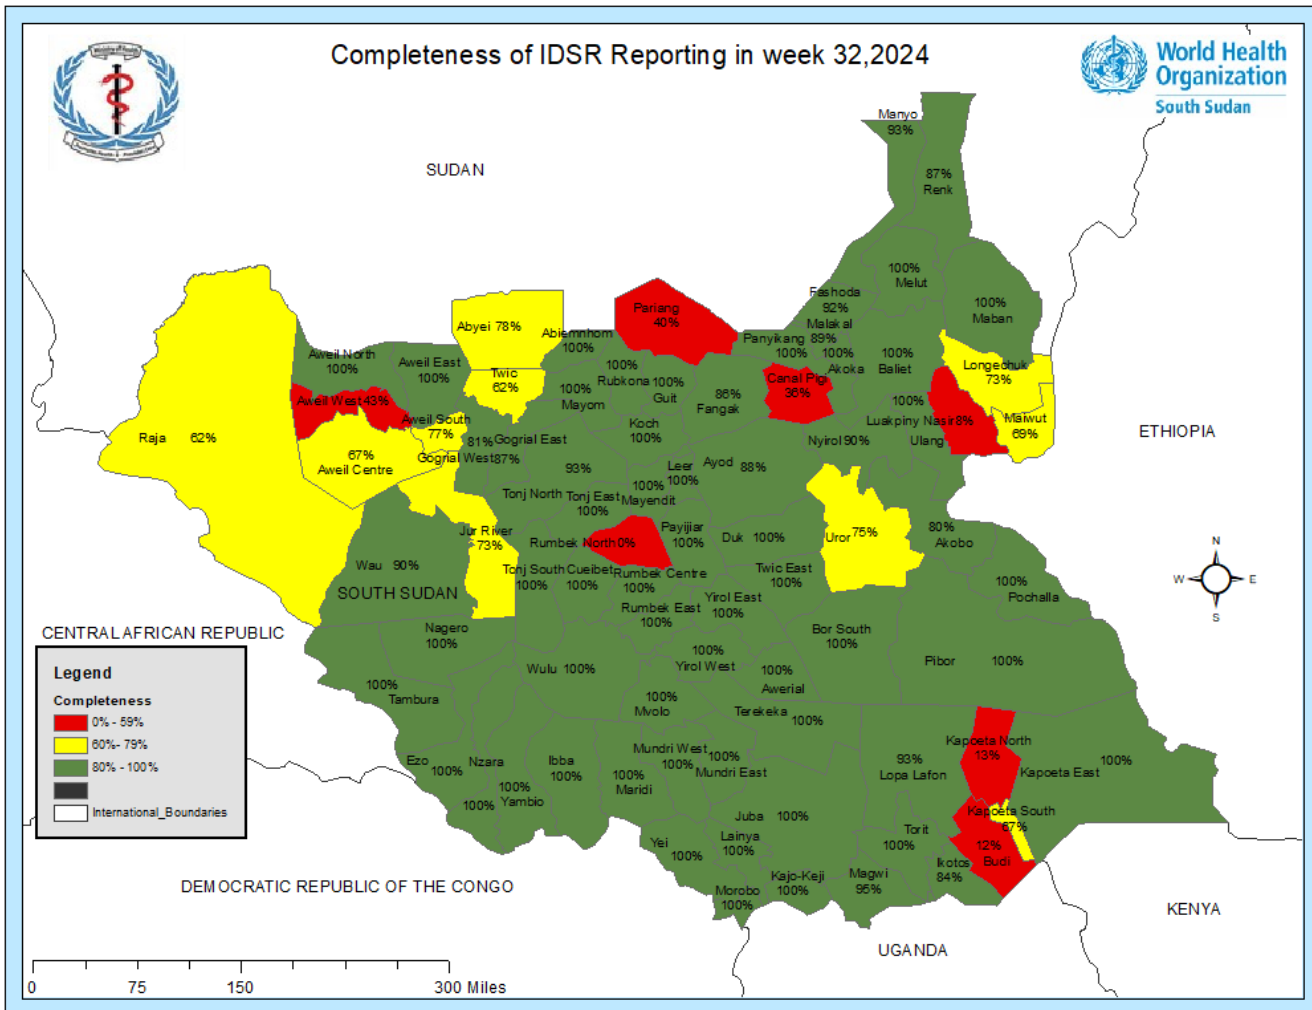 Completeness of IDSR Reporting in week 32,2024
Ministry of Health
World Health
Organization
South Sudan
SUDAN
Manyo
93%
87%
Renk
100%
Melut
Fashoda
92%
Malakal
89%
100%
Maban
Pariang
40%
Abyei 78%
Abiemnhom
100%
Panyikang
100%
100%
Akoka
100%
Baliet
Longechuk
73%
Aweil North
100%
Aweil East
100%
Twic
62%
100%
Rubkona
100%
Guit
100%
Mayom
86%
Fangak
Canal Pigi
36%
Aweil West 43%
Aweil South
77%
100%
Luakpiny Nasir 8%
Ulang
Maiwut
69%
ETHIOPIA
Raja 62%
67%
Aweil Centre
81% Gogrial East
Gogrial West 87%
Koch
100%
Nyirol 90%
93%
Tonj North
Leer
100%
Ayod 88%
100%
Mayendit
Tonj East
100%
Jur River
73%
Rumbek North 0%
Payijiar
100%
Duk 100%
Uror 75%
80%
Akobo
Wau 90%
SOUTH SUDAN
Tonj South
100%
Cueibet
100%
Rumbek Centre
100%
Twic East
100%
100%
Pochalla
N
W E
S
Rumbek East
100%
Yirol East
100%
CENTRAL AFRICAN REPUBLIC
Nagero
100%
Bor South
100%
Wulu 100%
100%
Yirol West
Pibor 100%
100%
Awerial
100%
Tambura
100%
Mvolo
Terekeka
100%
Legend
Completeness
0% - 59%
60%- 79%
80% - 100%
International_Boundaries
Ezo
100%
Nzara
100%
Ibba
100%
100%
Yambio
100%
Maridi
Mundri West
100%
100%
Mundri East
93%
Lopa Lafon
Kapoeta North
13%
Kapoeta East
100%
Kapoeta South
67%
Juba 100%
Lainya
100%
Torit
100%
12%
Budi
Yei
100%
Ikotos
84%
Kajo-Keji
100%
Magwi
95%
Morobo
100%
DEMOCRATIC REPUBLIC OF THE CONGO
KENYA
UGANDA
0 75 150 300 Miles